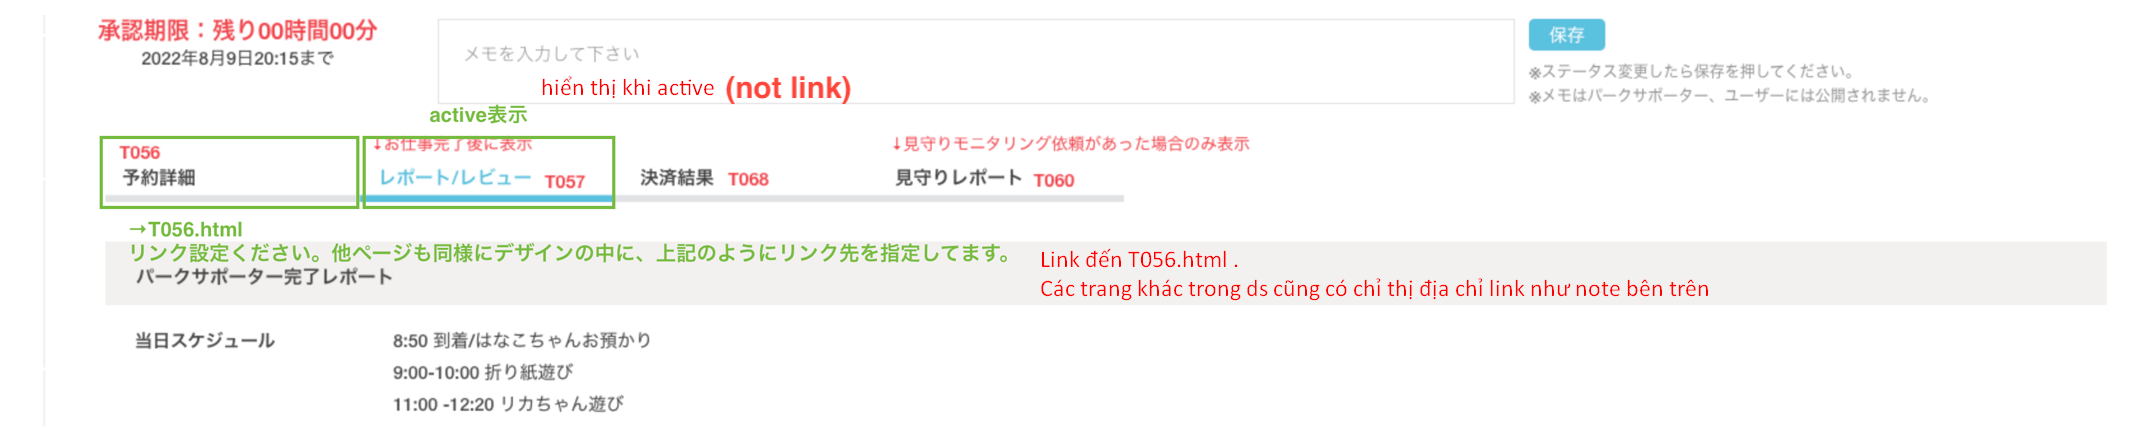 承認期限：残り00時間00分
2022年8月9日20:15まで
メモを入力して下さい
保存
※ステータス変更したら保存を押してください。
※メモはパークサポーター、ユーザーには公開されません。
hiển thị khi active (not link)
active表示
↓お仕事完了後に表示
↓見守りモニタリング依頼があった場合のみ表示
T056
予約詳細
レポート/レビュー T057
決済結果 T068
見守りレポート T060
→T056.html
リンク設定ください。他ページも同様にデザインの中に、上記のようにリンク先を指定してます。
Link đến T056.html .
Các trang khác trong ds cũng có chỉ thị địa chỉ link như note bên trên
パークサポーター完了レポート
当日スケジュール
8:50 到着/はなこちゃんお預かり
9:00-10:00 折り紙遊び
11:00 -12:20 リカちゃん遊び